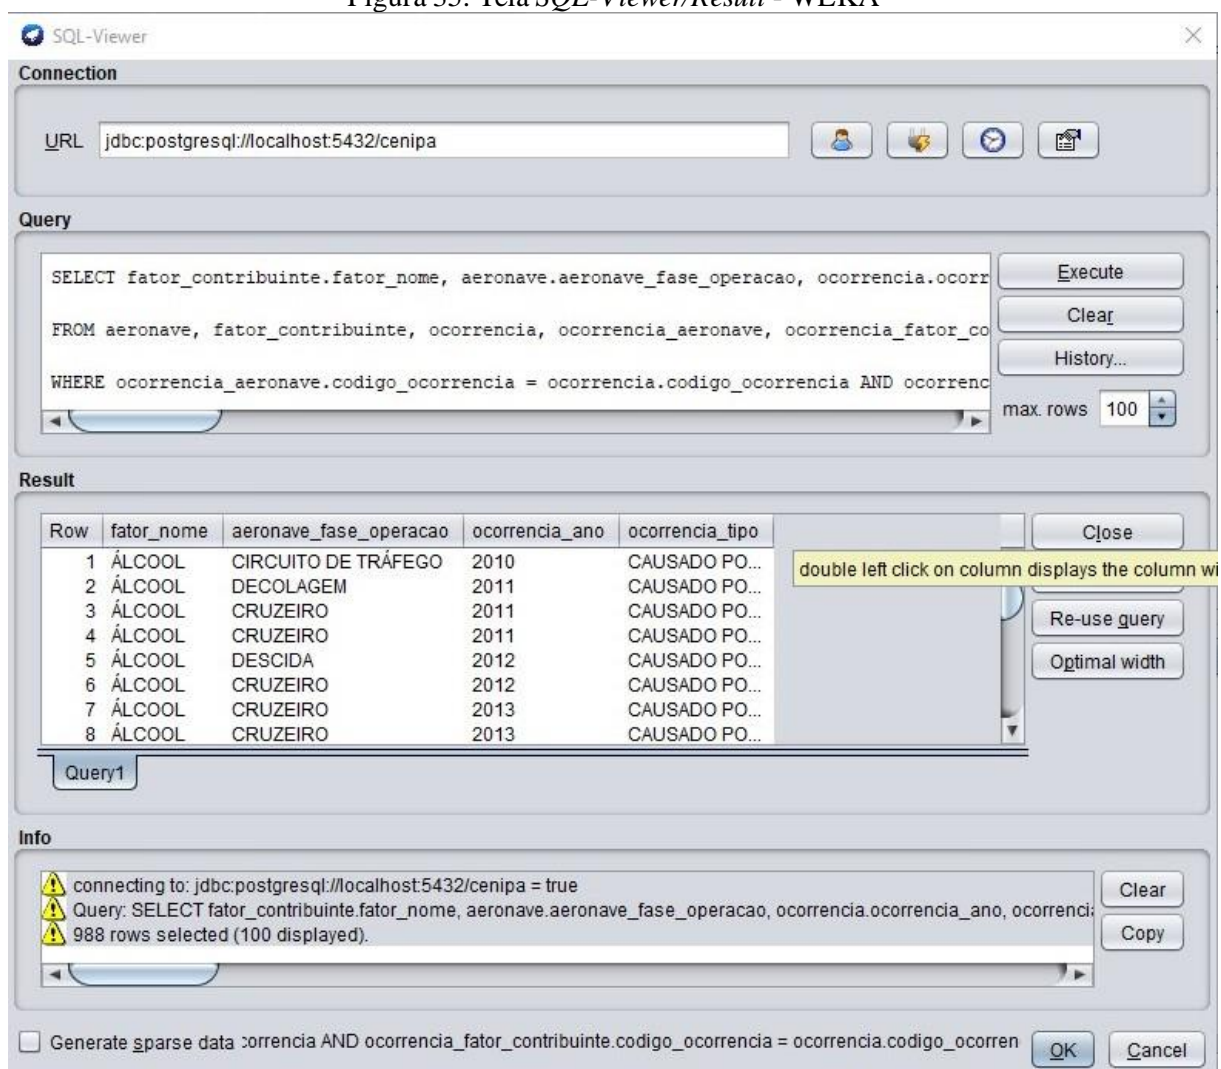 Figura 35: Tela SQL-Viewer/Result - WEKA
SQL-Viewer
Connection
URL jdbc:postgresql://localhost:5432/cenipa
Query
SELECT fator_contribuinte.fator_nome, aeronave.aeronave_fase_operacao, ocorrencia.ocorr
Execute
FROM aeronave, fator_contribuinte, ocorrencia, ocorrencia_aeronave, ocorrencia_fator_co
Clear
History...
WHERE ocorrencia_aeronave.codigo_ocorrencia = ocorrencia.codigo_ocorrencia AND ocorrenc
max. rows 100
Result
Row fator_nome aeronave_fase_operacao ocorrencia_ano ocorrencia_tipo
Close
1 ÁLCOOL CIRCUITO DE TRÁFEGO 2010 CAUSADO PO...
double left click on column displays the column wi
2 ÁLCOOL DECOLAGEM 2011 CAUSADO PO...
3 ÁLCOOL CRUZEIRO 2011 CAUSADO PO...
Re-use query
4 ÁLCOOL CRUZEIRO 2011 CAUSADO PO...
5 ÁLCOOL DESCIDA 2012 CAUSADO PO...
Optimal width
6 ÁLCOOL CRUZEIRO 2012 CAUSADO PO...
7 ÁLCOOL CRUZEIRO 2013 CAUSADO PO...
8 ÁLCOOL CRUZEIRO 2013 CAUSADO PO...
Query1
Info
connecting to: jdbc:postgresql://localhost:5432/cenipa = true
Clear
Query: SELECT fator_contribuinte.fator_nome, aeronave.aeronave_fase_operacao, ocorrencia.ocorrencia_ano, ocorrencia
988 rows selected (100 displayed).
Copy
Generate sparse data :orrencia AND ocorrencia_fator_contribuinte.codigo_ocorrencia = ocorrencia.codigo_ocorren
OK
Cancel